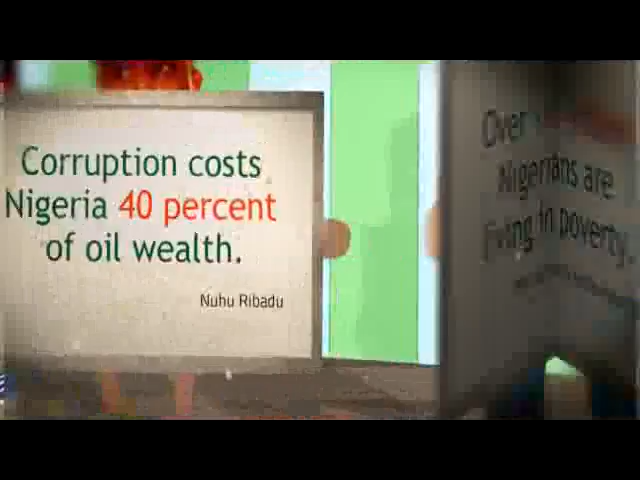 Corruption costs
Nigeria 40 percent
of oil wealth.
Nuhu Ribadu
Over
Nigerians are
living in poverty.